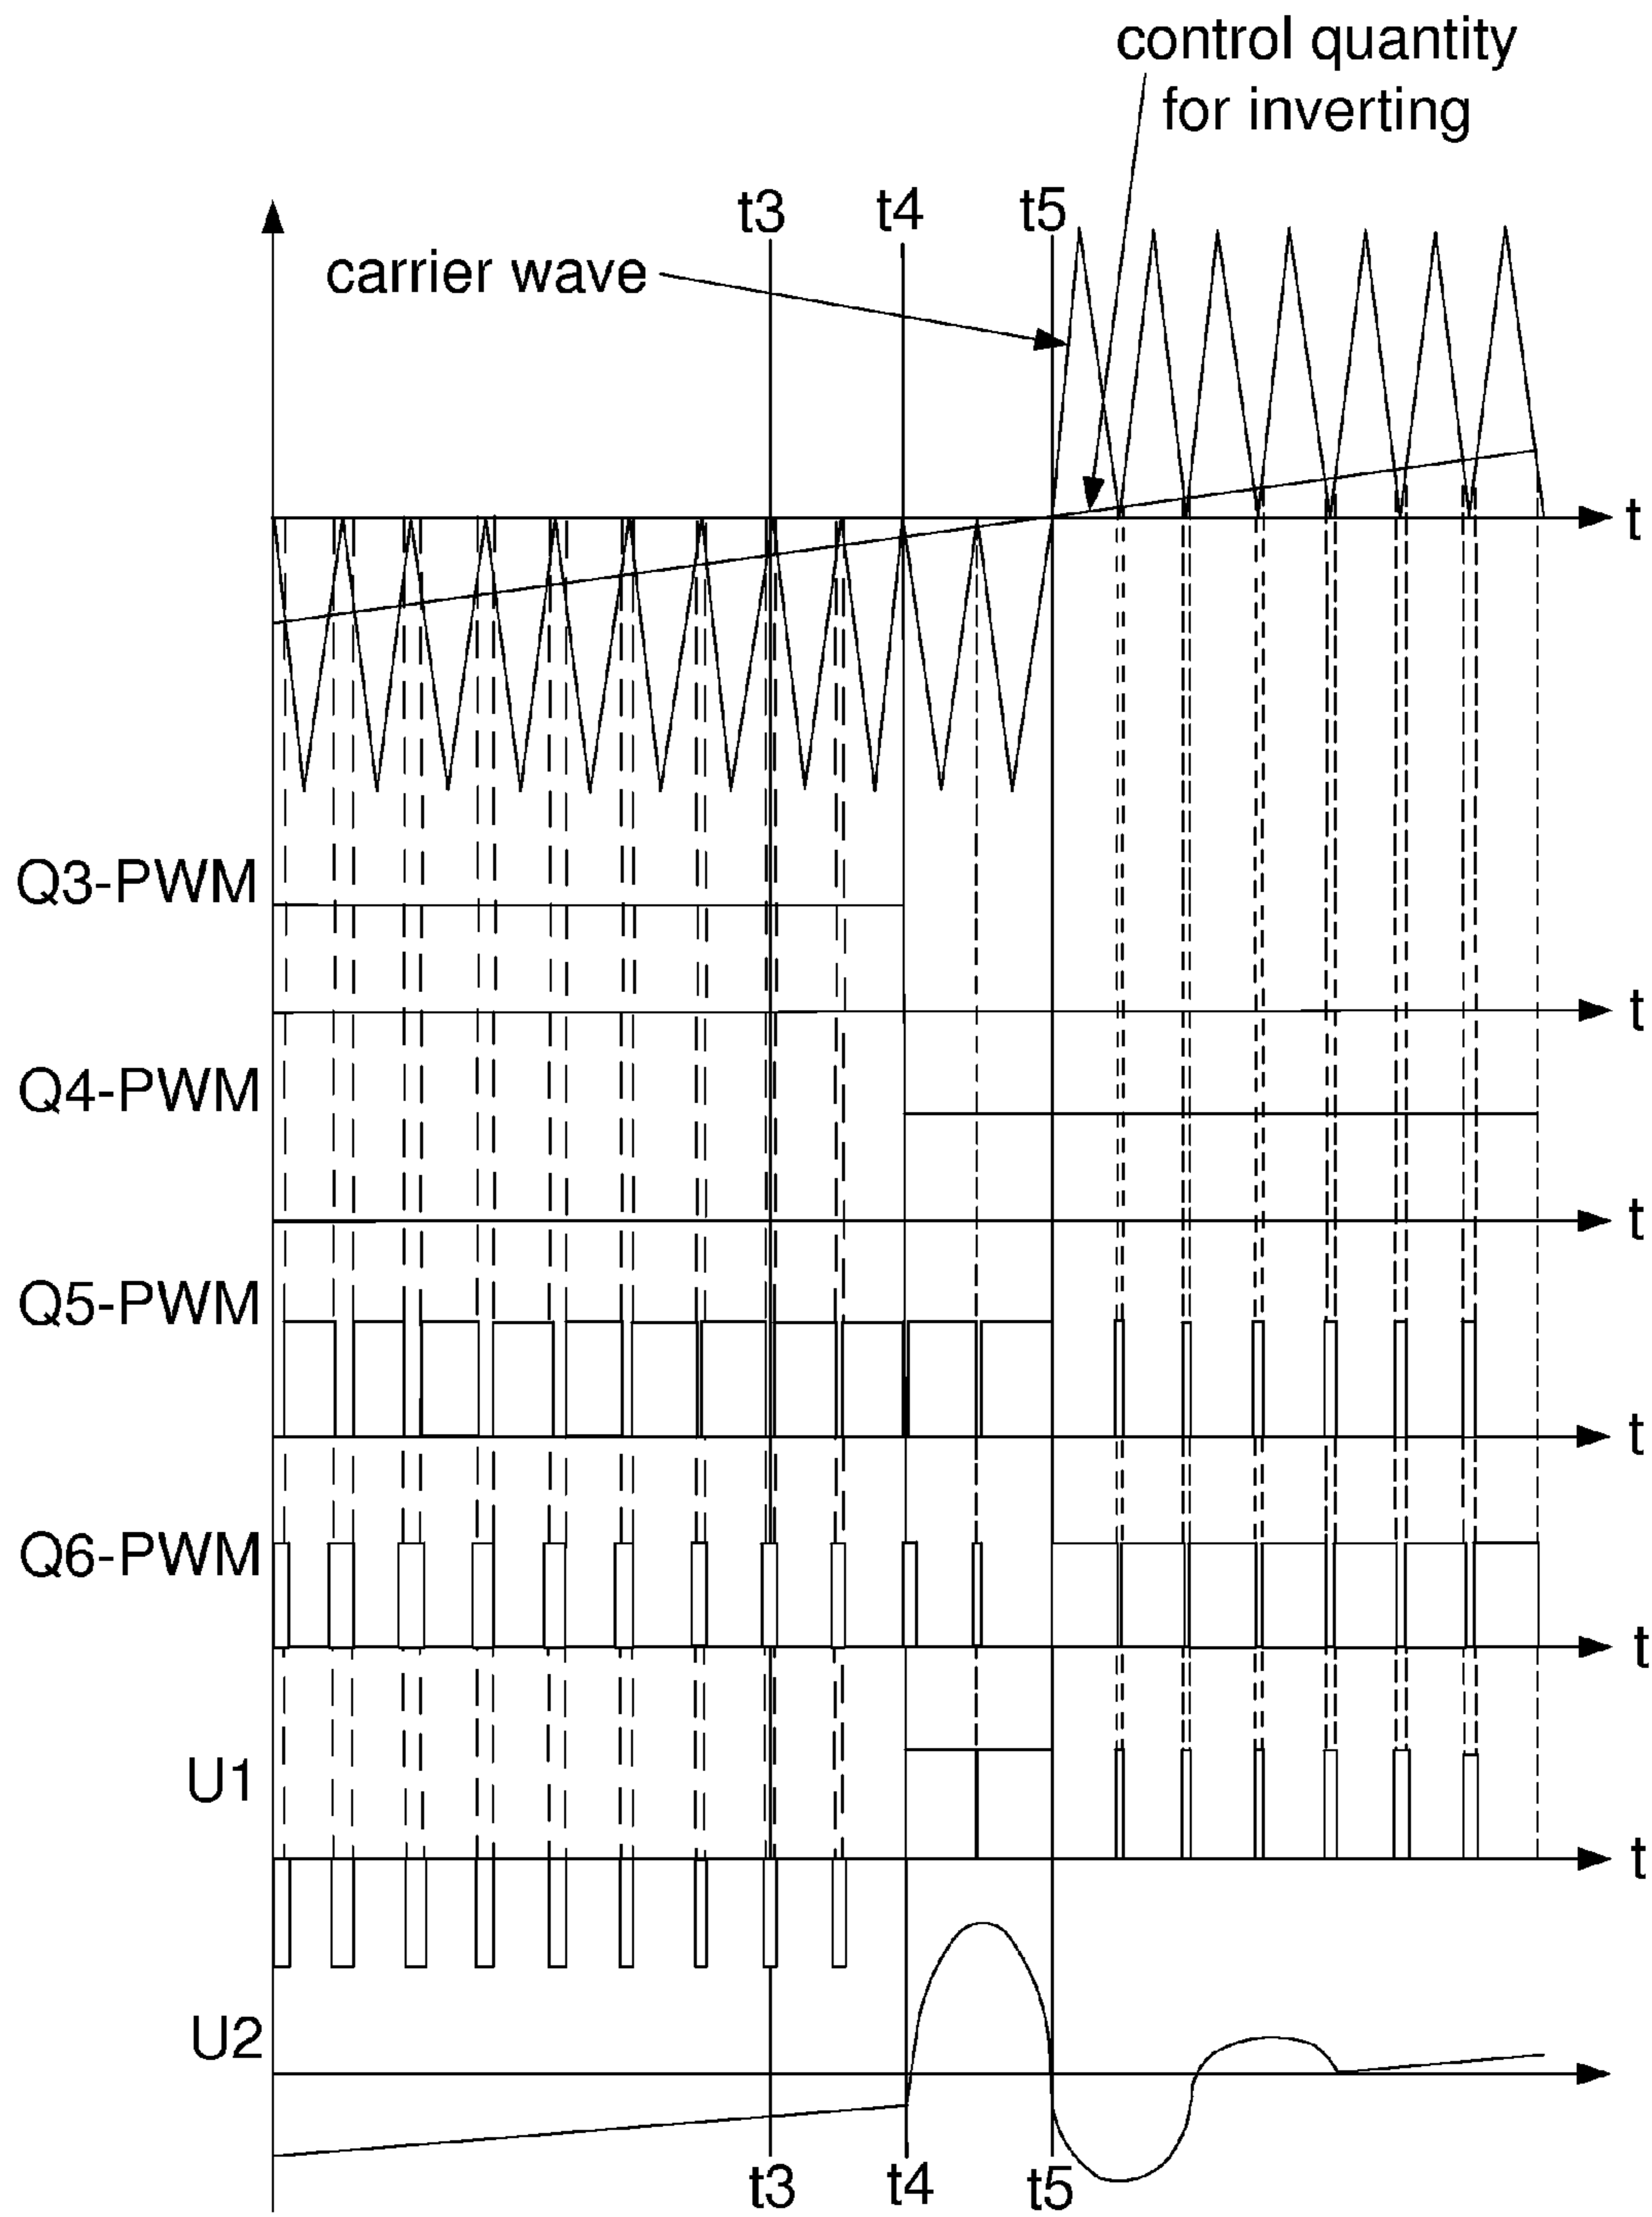 control quantity
for inverting
t3 t4 t5
carrier wave
t
Q3-PWM
t
Q4-PWM
t
Q5-PWM
t
Q6-PWM
t
U1
t
U2
t3 t4 t5